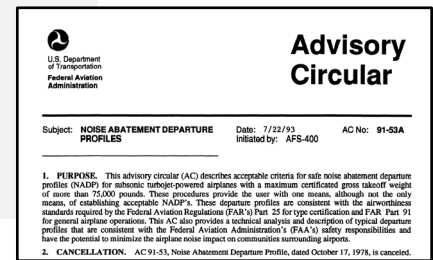 Advisory
Circular
U.S. Department
of Transportation
Federal Aviation
Administration
Subject: NOISE ABATEMENT DEPARTURE PROFILES
Date: 7/22/93
Initiated by: AFS-400
AC No: 91-53A
1. PURPOSE. This advisory circular (AC) describes acceptable criteria for safe noise abatement departure
profiles (NADP) for subsonic turbojet-powered airplanes with a maximum certificated gross takeoff weight
of more than 75,000 pounds. These procedures provide the user with one means, although not the only
means, of establishing acceptable NADP's. These departure profiles are consistent with the airworthiness
standards required by the Federal Aviation Regulations (FAR's) Part 25 for type certification and FAR Part 91
for general airplane operations. This AC also provides a technical analysis and description of typical departure
profiles that are consistent with the Federal Aviation Administration's (FAA's) safety responsibilities and
have the potential to minimize the airplane noise impact on communities surrounding airports.
2. CANCELLATION. AC 91-53, Noise Abatement Departure Profile, dated October 17, 1978, is canceled.